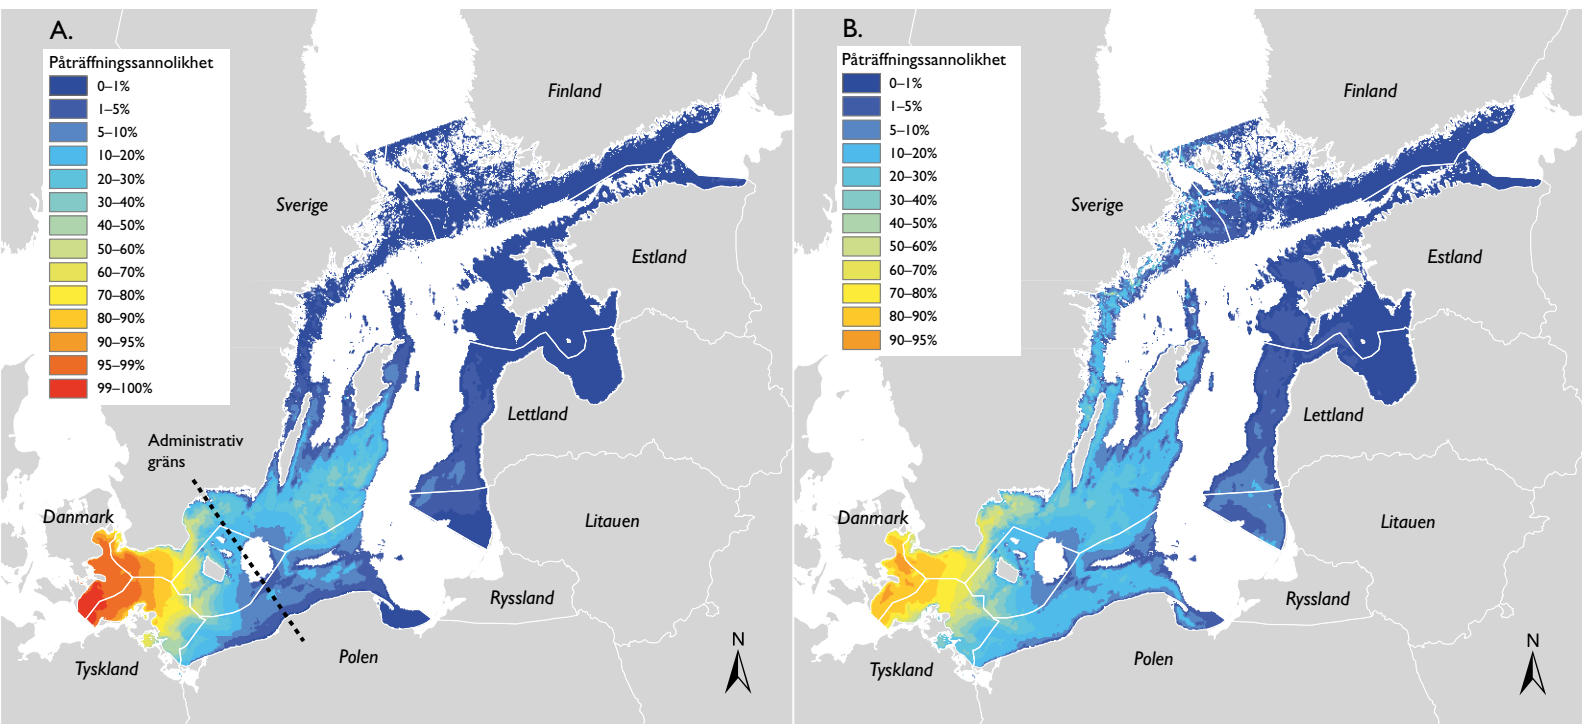 A.
Påträffningssannolikhet
0–1%
1–5%
5–10%
10–20%
20–30%
30–40%
40–50%
50–60%
60–70%
70–80%
80–90%
90–95%
95–99%
99–100%
Finland
Sverige
Estland
Lettland
Administrativ
gräns
Danmark
Litauen
Ryssland
Polen
Tyskland
N
B.
Påträffningssannolikhet
0–1%
1–5%
5–10%
10–20%
20–30%
30–40%
40–50%
50–60%
60–70%
70–80%
80–90%
90–95%
Finland
Sverige
Estland
Lettland
Danmark
Litauen
Ryssland
Polen
Tyskland
N